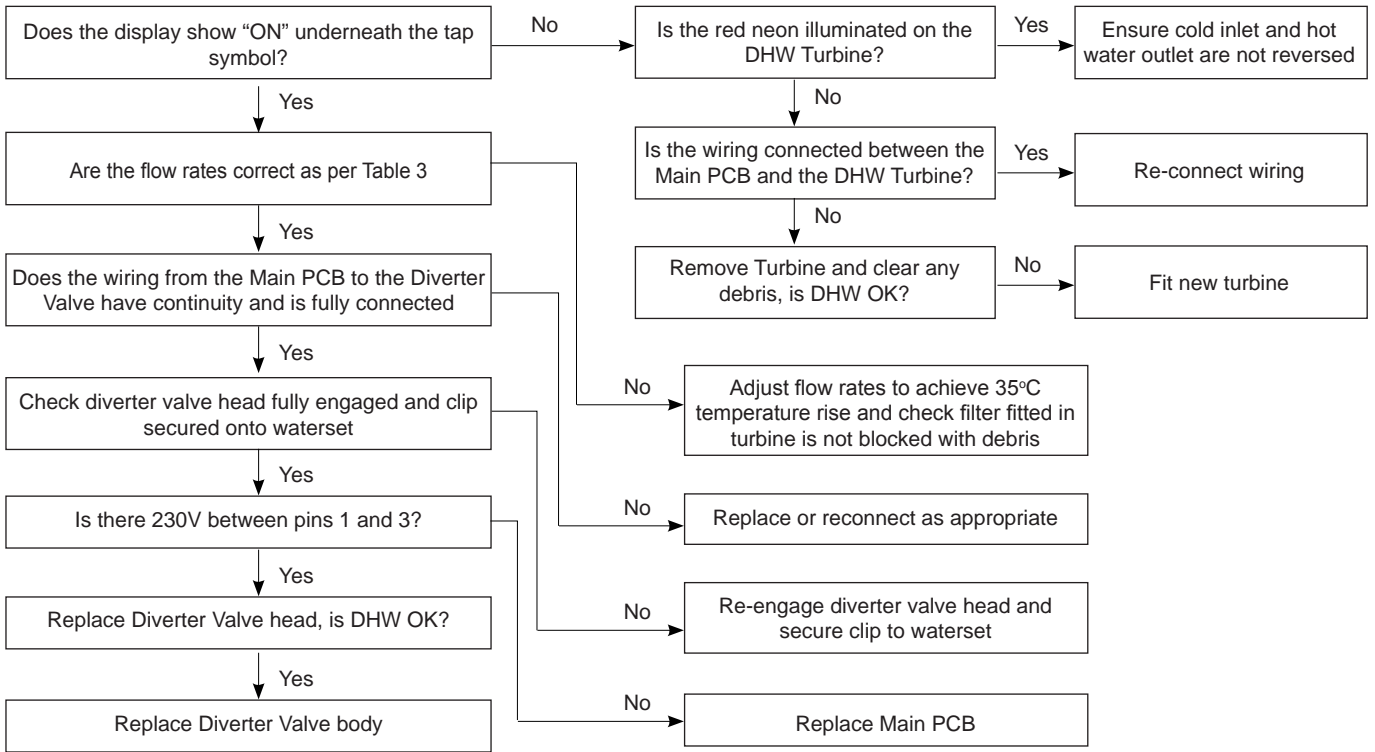 Does the display show “ON” underneath the tap
symbol?
No
Is the red neon illuminated on the
DHW Turbine?
Yes
Ensure cold inlet and hot
water outlet are not reversed
Yes
No
Are the flow rates correct as per Table 3
Is the wiring connected between the
Main PCB and the DHW Turbine?
Yes
Re-connect wiring
Yes
No
Does the wiring from the Main PCB to the Diverter
Valve have continuity and is fully connected
Remove Turbine and clear any
debris, is DHW OK?
No
Fit new turbine
Yes
Check diverter valve head fully engaged and clip
secured onto waterset
No
Adjust flow rates to achieve 35°C
temperature rise and check filter fitted in
turbine is not blocked with debris
Yes
Is there 230V between pins 1 and 3?
No
Replace or reconnect as appropriate
Yes
Replace Diverter Valve head, is DHW OK?
No
Re-engage diverter valve head and
secure clip to waterset
Yes
Replace Diverter Valve body
No
Replace Main PCB